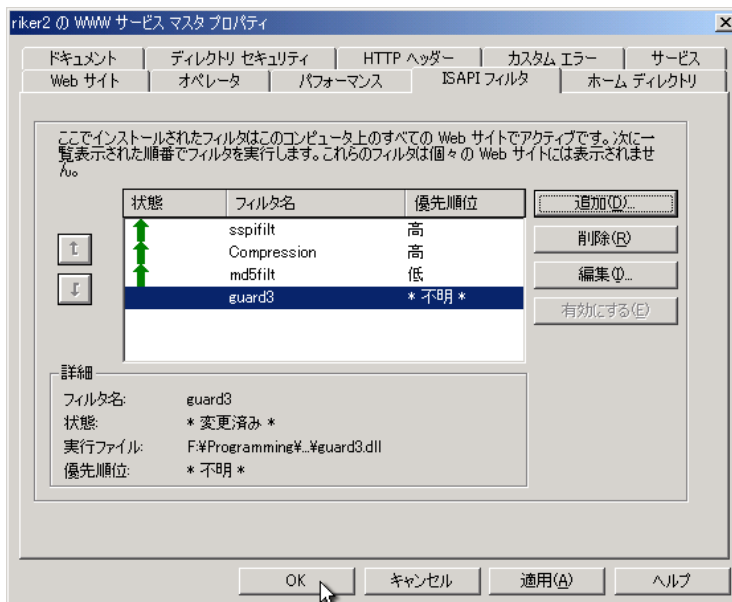 riker2 の WWW サービス マスタ プロパティ
ドキュメント ディレクトリ セキュリティ HTTP ヘッダー カスタム エラー サービス
Web サイト オペレータ パフォーマンス ISAPI フィルタ ホーム ディレクトリ
ここでインストールされたフィルタはこのコンピュータ上のすべての Web サイトでアクティブです。次に一
覧表示された順番でフィルタを実行します。これらのフィルタは個々の Web サイトには表示されませ
ん。
状態 フィルタ名 優先順位
sspifilt 高
Compression 高
md5filt 低
guard3 * 不明 *
追加(D)...
削除(R)
編集(I)...
有効にする(E)
詳細
フィルタ名: guard3
状態: * 変更済み *
実行ファイル: F:¥Programming¥...¥guard3.dll
優先順位: * 不明 *
OK キャンセル 適用(A) ヘルプ